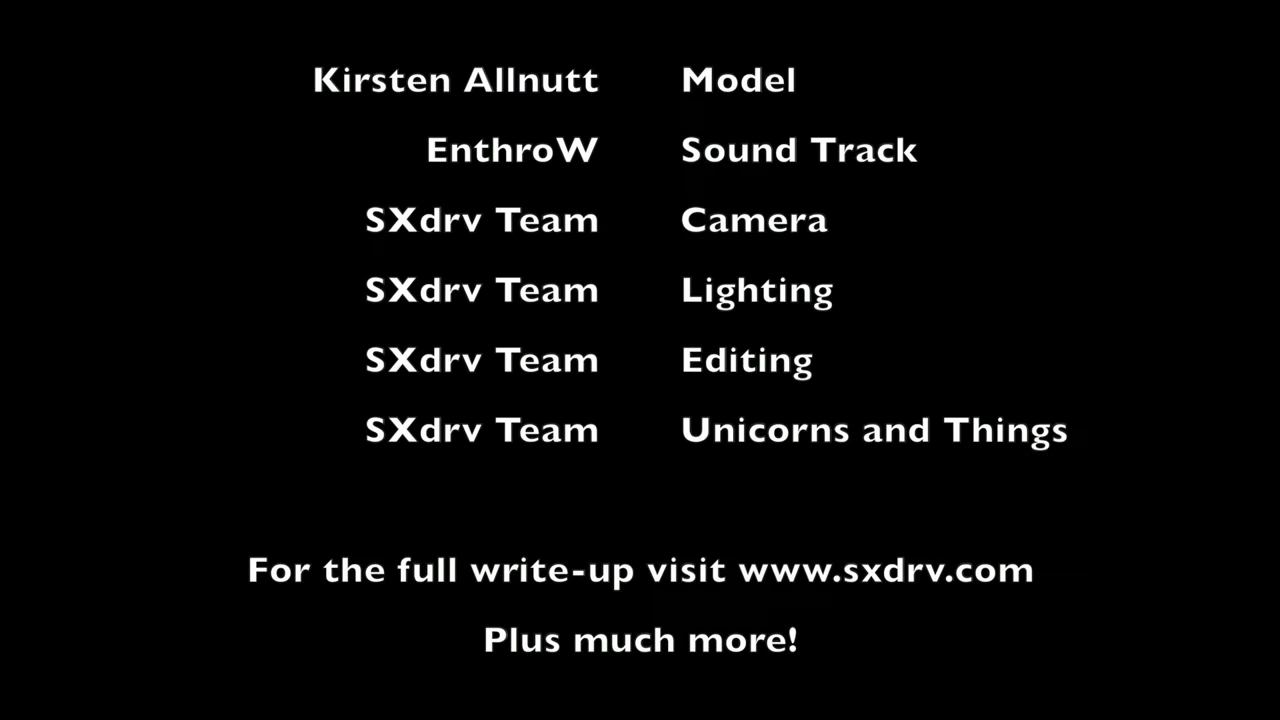 Kirsten Allnutt Model
EnthroW Sound Track
SXdrv Team Camera
SXdrv Team Lighting
SXdrv Team Editing
SXdrv Team Unicorns and Things
For the full write-up visit www.sxdrv.com
Plus much more!